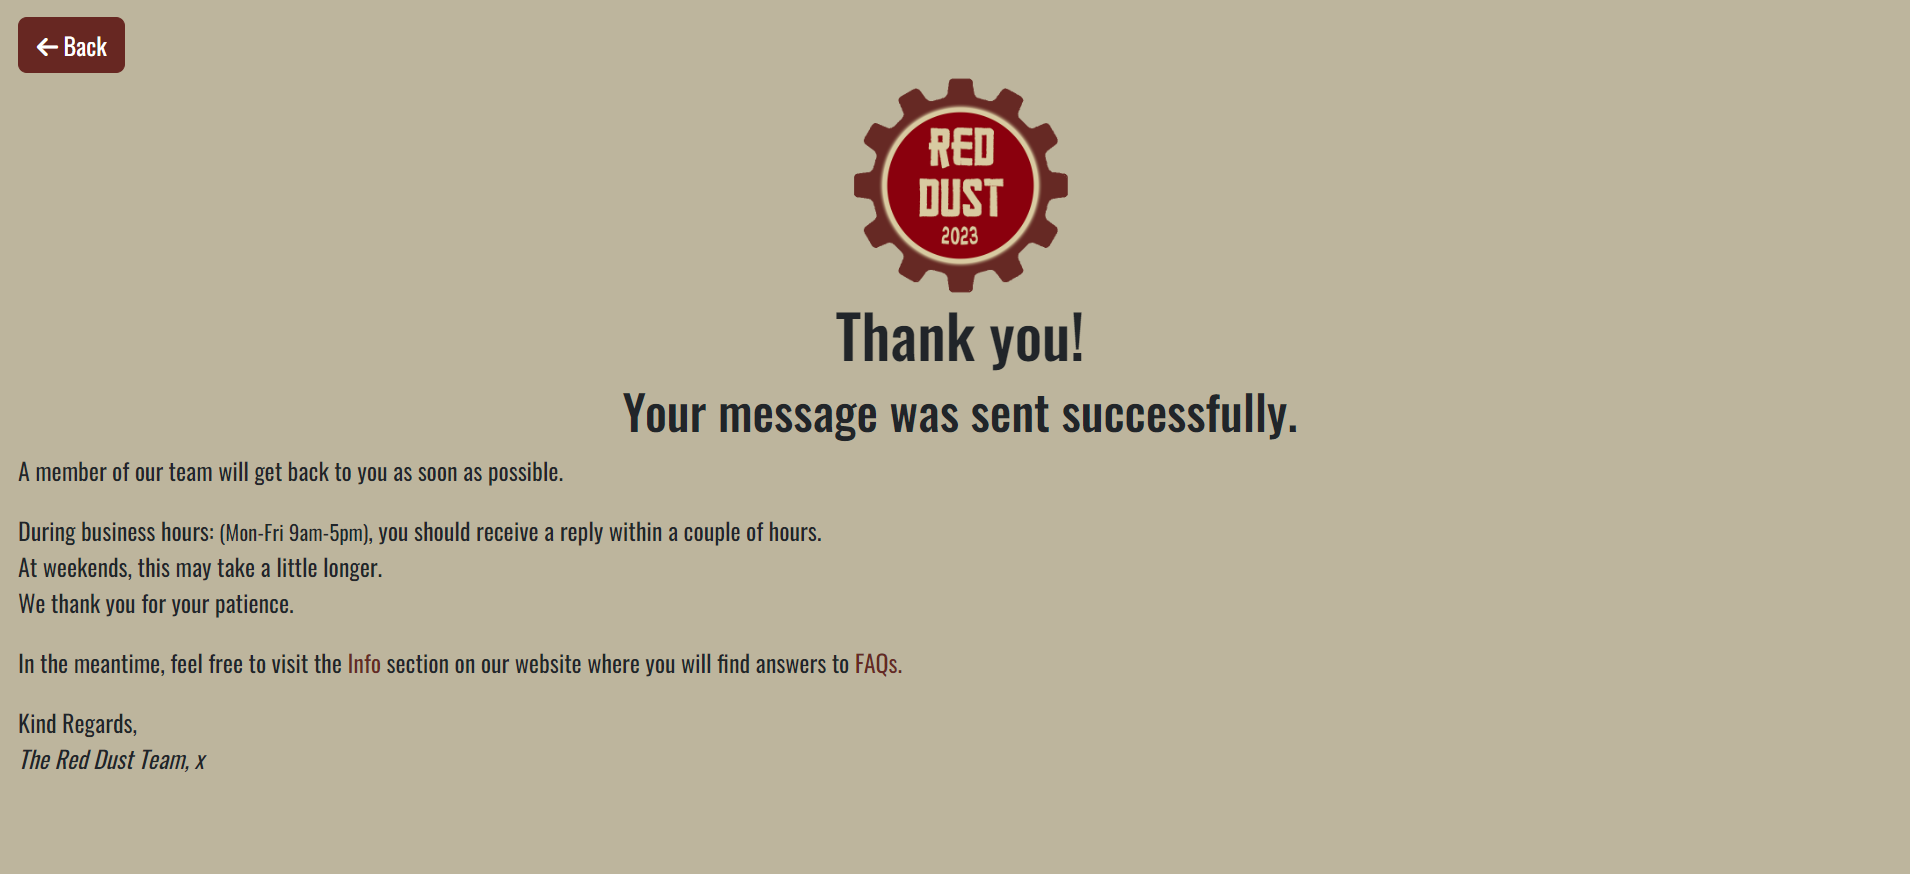 Back
RED
DUST
2023
Thank you!
Your message was sent successfully.
A member of our team will get back to you as soon as possible.
During business hours: (Mon-Fri 9am-5pm), you should receive a reply within a couple of hours.
At weekends, this may take a little longer.
We thank you for your patience.
In the meantime, feel free to visit the Info section on our website where you will find answers to FAQs.
Kind Regards,
The Red Dust Team, x